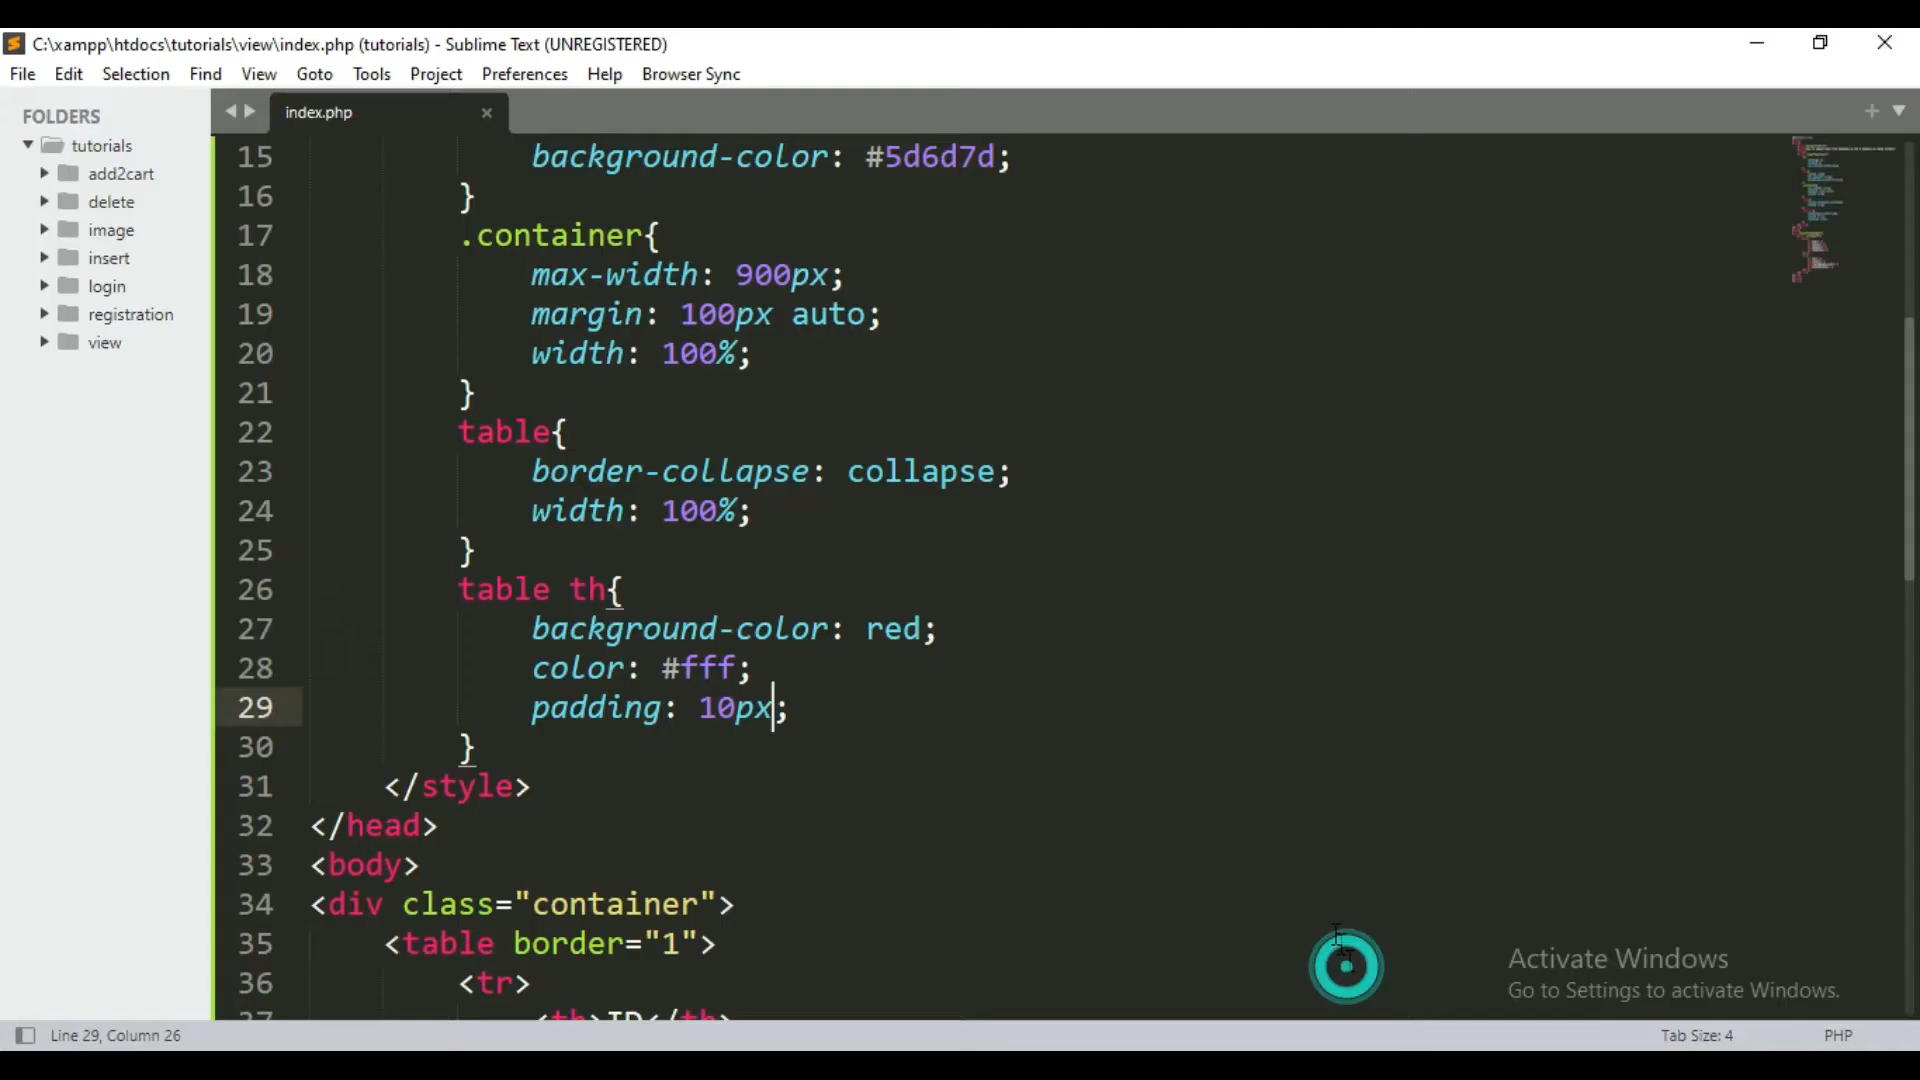 C:\xampp\htdocs\tutorials\view\index.php (tutorials) - Sublime Text (UNREGISTERED)
File Edit Selection Find View Goto Tools Project Preferences Help Browser Sync
FOLDERS
tutorials
add2cart
delete
image
insert
login
registration
view
index.php
15 background-color: #5d6d7d;
16 }
17 .container{
18 max-width: 900px;
19 margin: 100px auto;
20 width: 100%;
21 }
22 table{
23 border-collapse: collapse;
24 width: 100%;
25 }
26 table th{
27 background-color: red;
28 color: #fff;
29 padding: 10px;
30 }
31 </style>
32 </head>
33 <body>
34 <div class="container">
35 <table border="1">
36 <tr>
37 <th>ID</th>
Activate Windows
Go to Settings to activate Windows.
Line 29, Column 26
Tab Size: 4
PHP